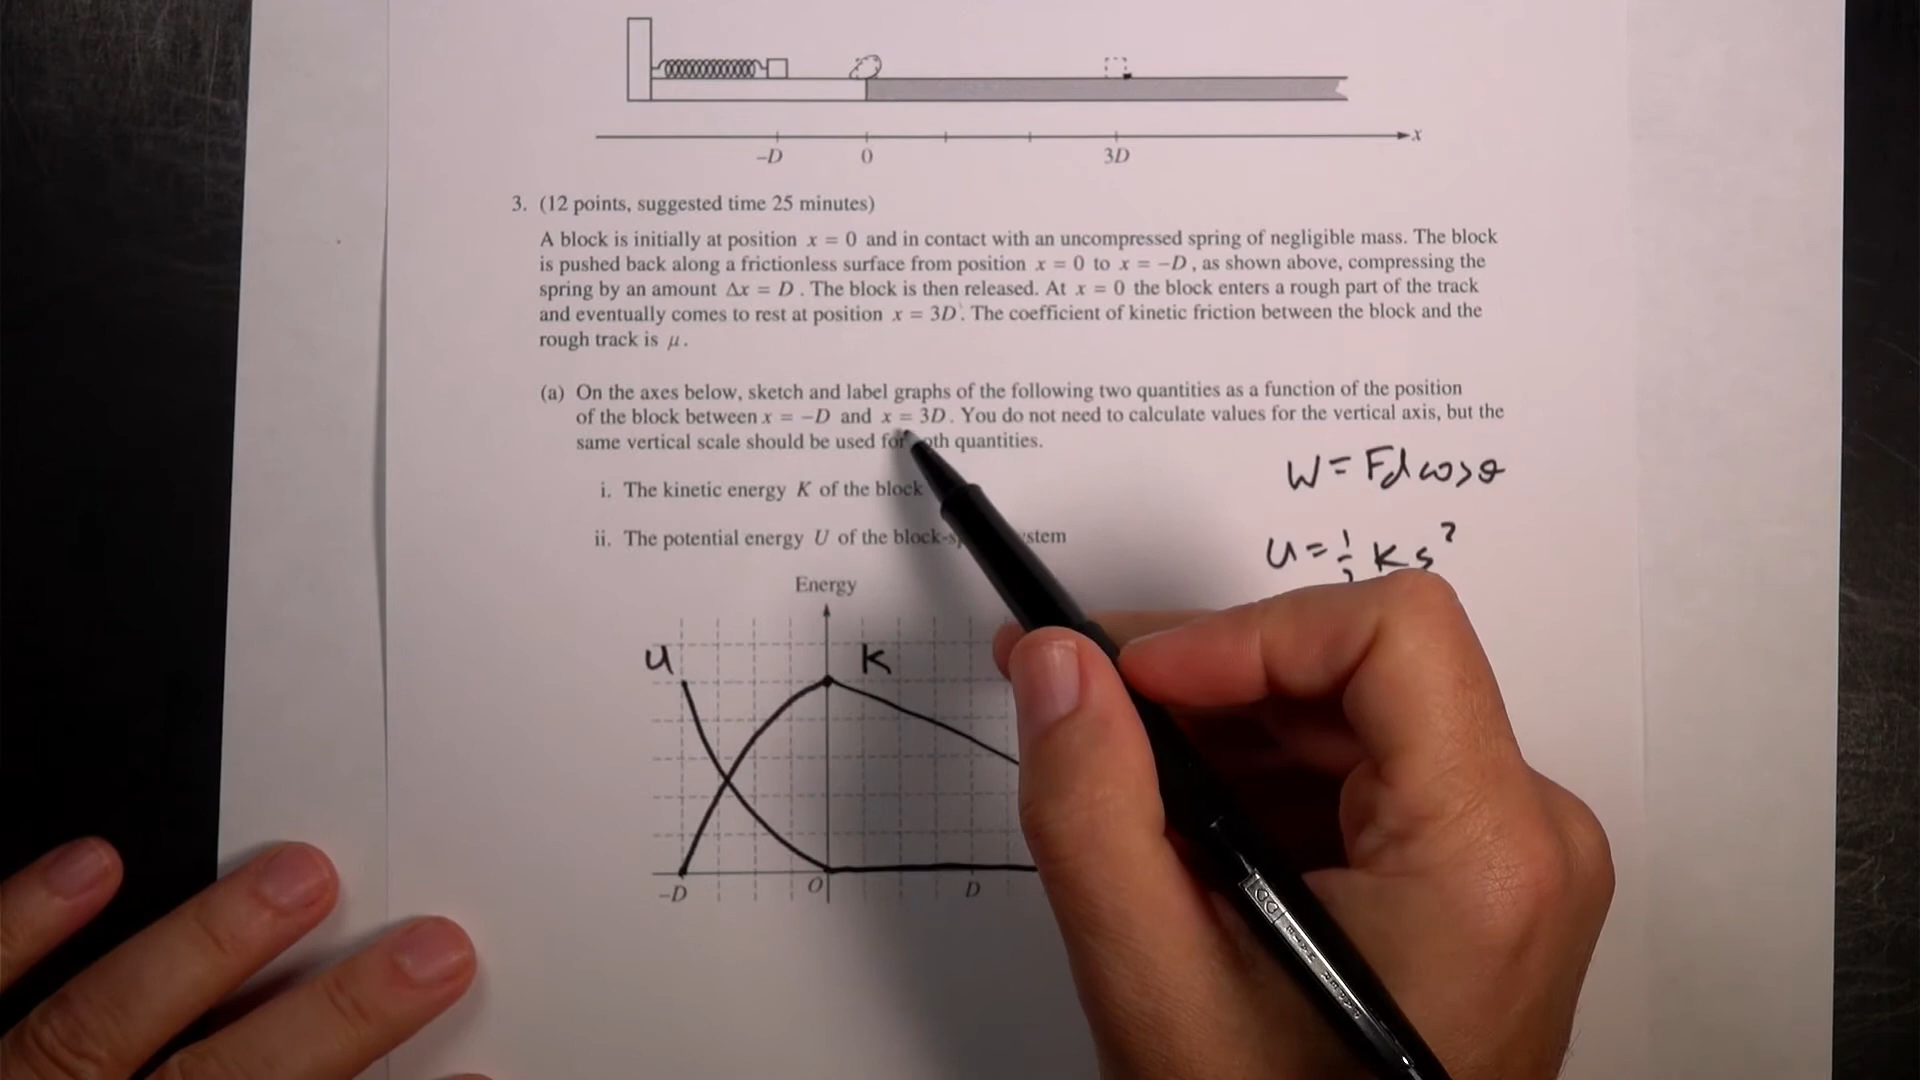 x
-D 0 3D
3. (12 points, suggested time 25 minutes)
A block is initially at position x = 0 and in contact with an uncompressed spring of negligible mass. The block
is pushed back along a frictionless surface from position x = 0 to x = -D, as shown above, compressing the
spring by an amount Δx = D. The block is then released. At x = 0 the block enters a rough part of the track
and eventually comes to rest at position x = 3D. The coefficient of kinetic friction between the block and the
rough track is μ.
(a) On the axes below, sketch and label graphs of the following two quantities as a function of the position
of the block between x = -D and x = 3D. You do not need to calculate values for the vertical axis, but the
same vertical scale should be used for both quantities.
W = Fd cos θ
i. The kinetic energy K of the block
ii. The potential energy U of the block-s stem
U = 1/2 ks²
Energy
U K
-D O D